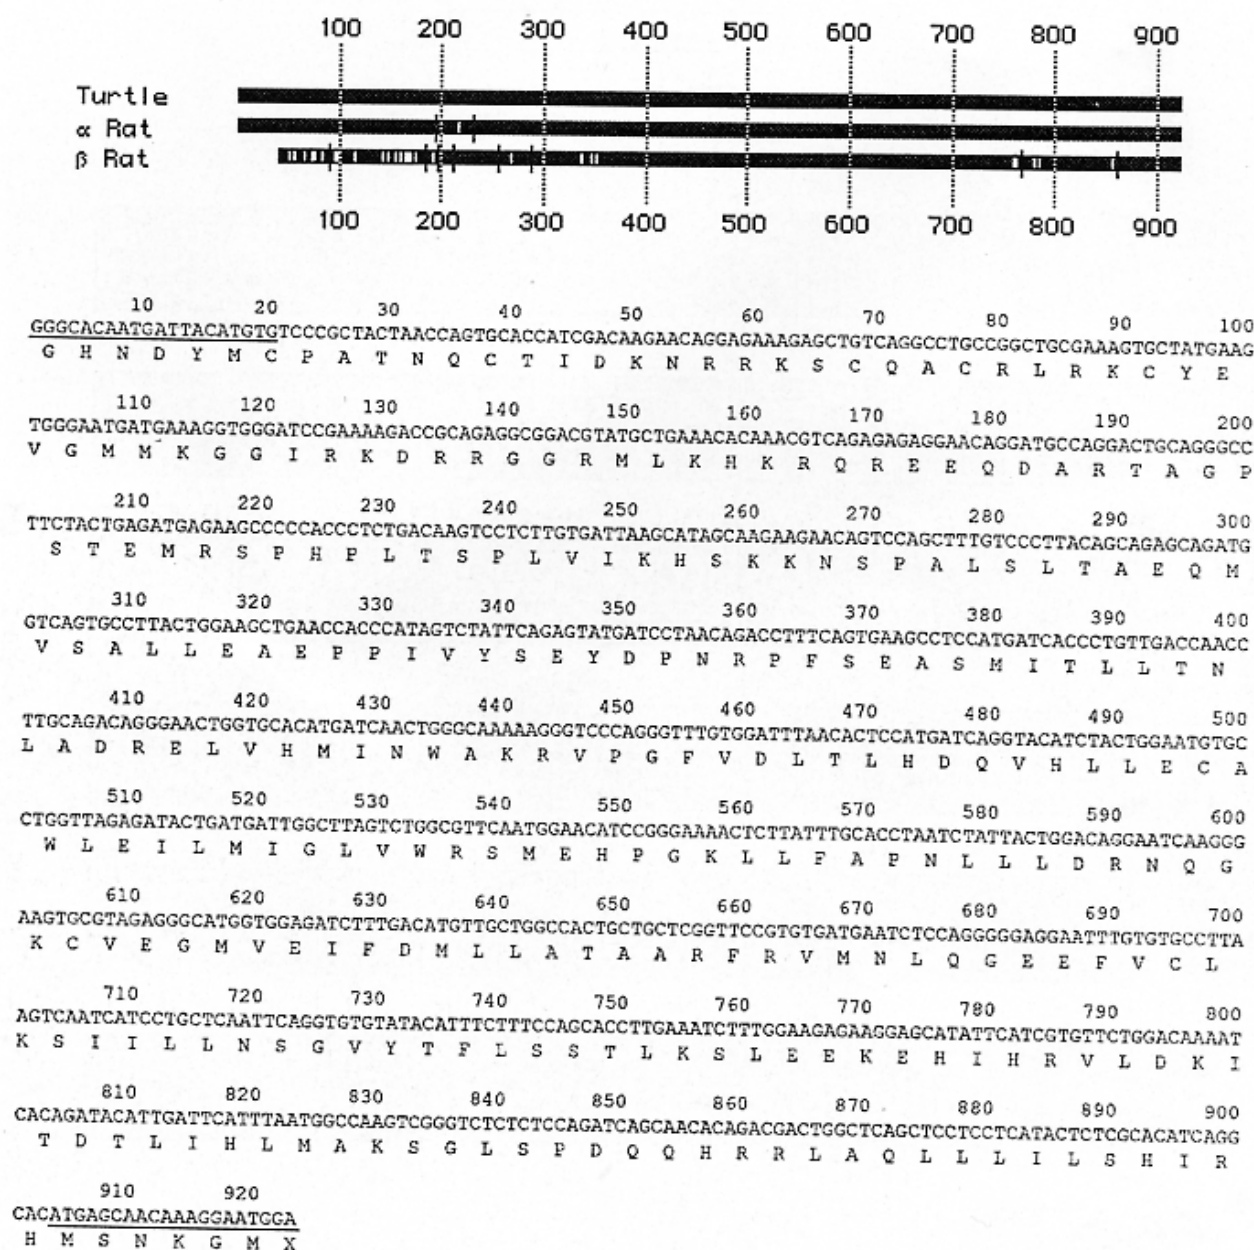 100 200 300 400 500 600 700 800 900
Turtle
α Rat
β Rat
100 200 300 400 500 600 700 800 900
10 20 30 40 50 60 70 80 90 100
GGGCACAATGATTACATGTGTCCCGCTACTAACCAGTGCACCATCGACAAGAACAGGAGAAAGAGCTGTCAGGCCTGCCGGCTGCGAAAGTGCTATGAAG
G H N D Y M C P A T N Q C T I D K N R R K S C Q A C R L R K C Y E
110 120 130 140 150 160 170 180 190 200
TGGGAATGATGAAAGGTGGGATCCGAAAAGACCGCAGAGGCGGACGTATGCTGAAACACAAACGTCAGAGAGAGGAACAGGATGCCAGGACTGCAGGGCC
V G M M K G G I R K D R R G G R M L K H K R Q R E E Q D A R T A G P
210 220 230 240 250 260 270 280 290 300
TTCTACTGAGATGAGAAGCCCCCACCCTCTGACAAGTCCTCTTGTGATTAAGCATAGCAAGAAGAACAGTCCAGCTTTGTCCCTTACAGCAGAGCAGATG
S T E M R S P H P L T S P L V I K H S K K N S P A L S L T A E Q M
310 320 330 340 350 360 370 380 390 400
GTCAGTGCCTTACTGGAAGCTGAACCACCCATAGTCTATTCAGAGTATGATCCTAACAGACCTTTCAGTGAAGCCTCCATGATCACCCTGTTGACCAACC
V S A L L E A E P P I V Y S E Y D P N R P F S E A S M I T L L T N
410 420 430 440 450 460 470 480 490 500
TTGCAGACAGGGAACTGGTGCACATGATCAACTGGGCAAAAAGGGTCCCAGGGTTTGTGGATTTAACACTCCATGATCAGGTACATCTACTGGAATGTGC
L A D R E L V H M I N W A K R V P G F V D L T L H D Q V H L L E C A
510 520 530 540 550 560 570 580 590 600
CTGGTTAGAGATACTGATGATTGGCTTAGTCTGGCGTTCAATGGAACATCCGGGAAAACTCTTATTTGCACCTAATCTATTACTGGACAGGAATCAAGGG
W L E I L M I G L V W R S M E H P G K L L F A P N L L L D R N Q G
610 620 630 640 650 660 670 680 690 700
AAGTGCGTAGAGGGCATGGTGGAGATCTTTGACATGTTGCTGGCCACTGCTGCTCGGTTCCGTGTGATGAATCTCCAGGGGGAGGAATTTGTGTGCCTTA
K C V E G M V E I F D M L L A T A A R F R V M N L Q G E E F V C L
710 720 730 740 750 760 770 780 790 800
AGTCAATCATCCTGCTCAATTCAGGTGTGTATACATTTCTTTCCAGCACCTTGAAATCTTTGGAAGAGAAGGAGCATATTCATCGTGTTCTGGACAAAAT
K S I I L L N S G V Y T F L S S T L K S L E E K E H I H R V L D K I
810 820 830 840 850 860 870 880 890 900
CACAGATACATTGATTCATTTAATGGCCAAGTCGGGTCTCTCTCCAGATCAGCAACACAGACGACTGGCTCAGCTCCTCCTCATACTCTCGCACATCAGG
T D T L I H L M A K S G L S P D Q Q H R R L A Q L L L I L S H I R
910 920
CACATGAGCAACAAAGGAATGGA
H M S N K G M X